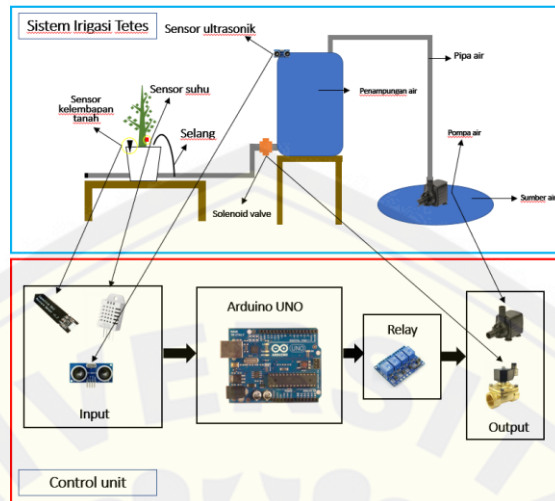 Sistem Irigasi Tetes
Sensor ultrasonik
Sensor suhu
Sensor
kelembapan
tanah
Selang
Solenoid valve
Penampungan air
Pipa air
Pompa air
Sumber air
Input
Arduino UNO
Relay
Output
Control unit